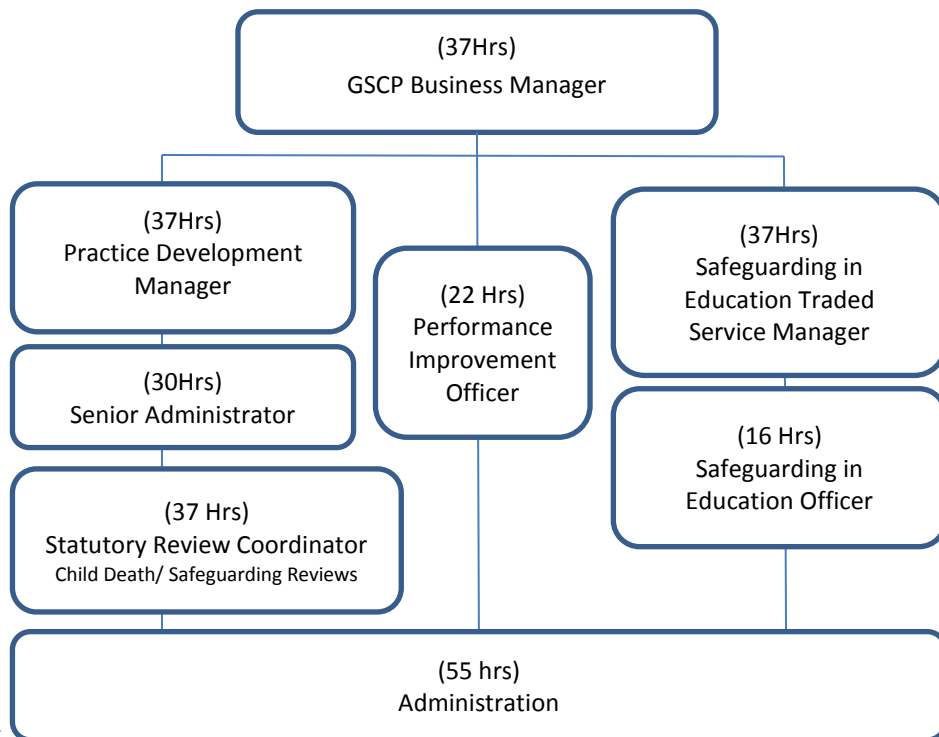 (37Hrs)
GSCP Business Manager
(37Hrs)
Practice Development
Manager
(30Hrs)
Senior Administrator
(37 Hrs)
Statutory Review Coordinator
Child Death/ Safeguarding Reviews
(22 Hrs)
Performance
Improvement
Officer
(37Hrs)
Safeguarding in
Education Traded
Service Manager
(16 Hrs)
Safeguarding in
Education Officer
(55 hrs)
Administration